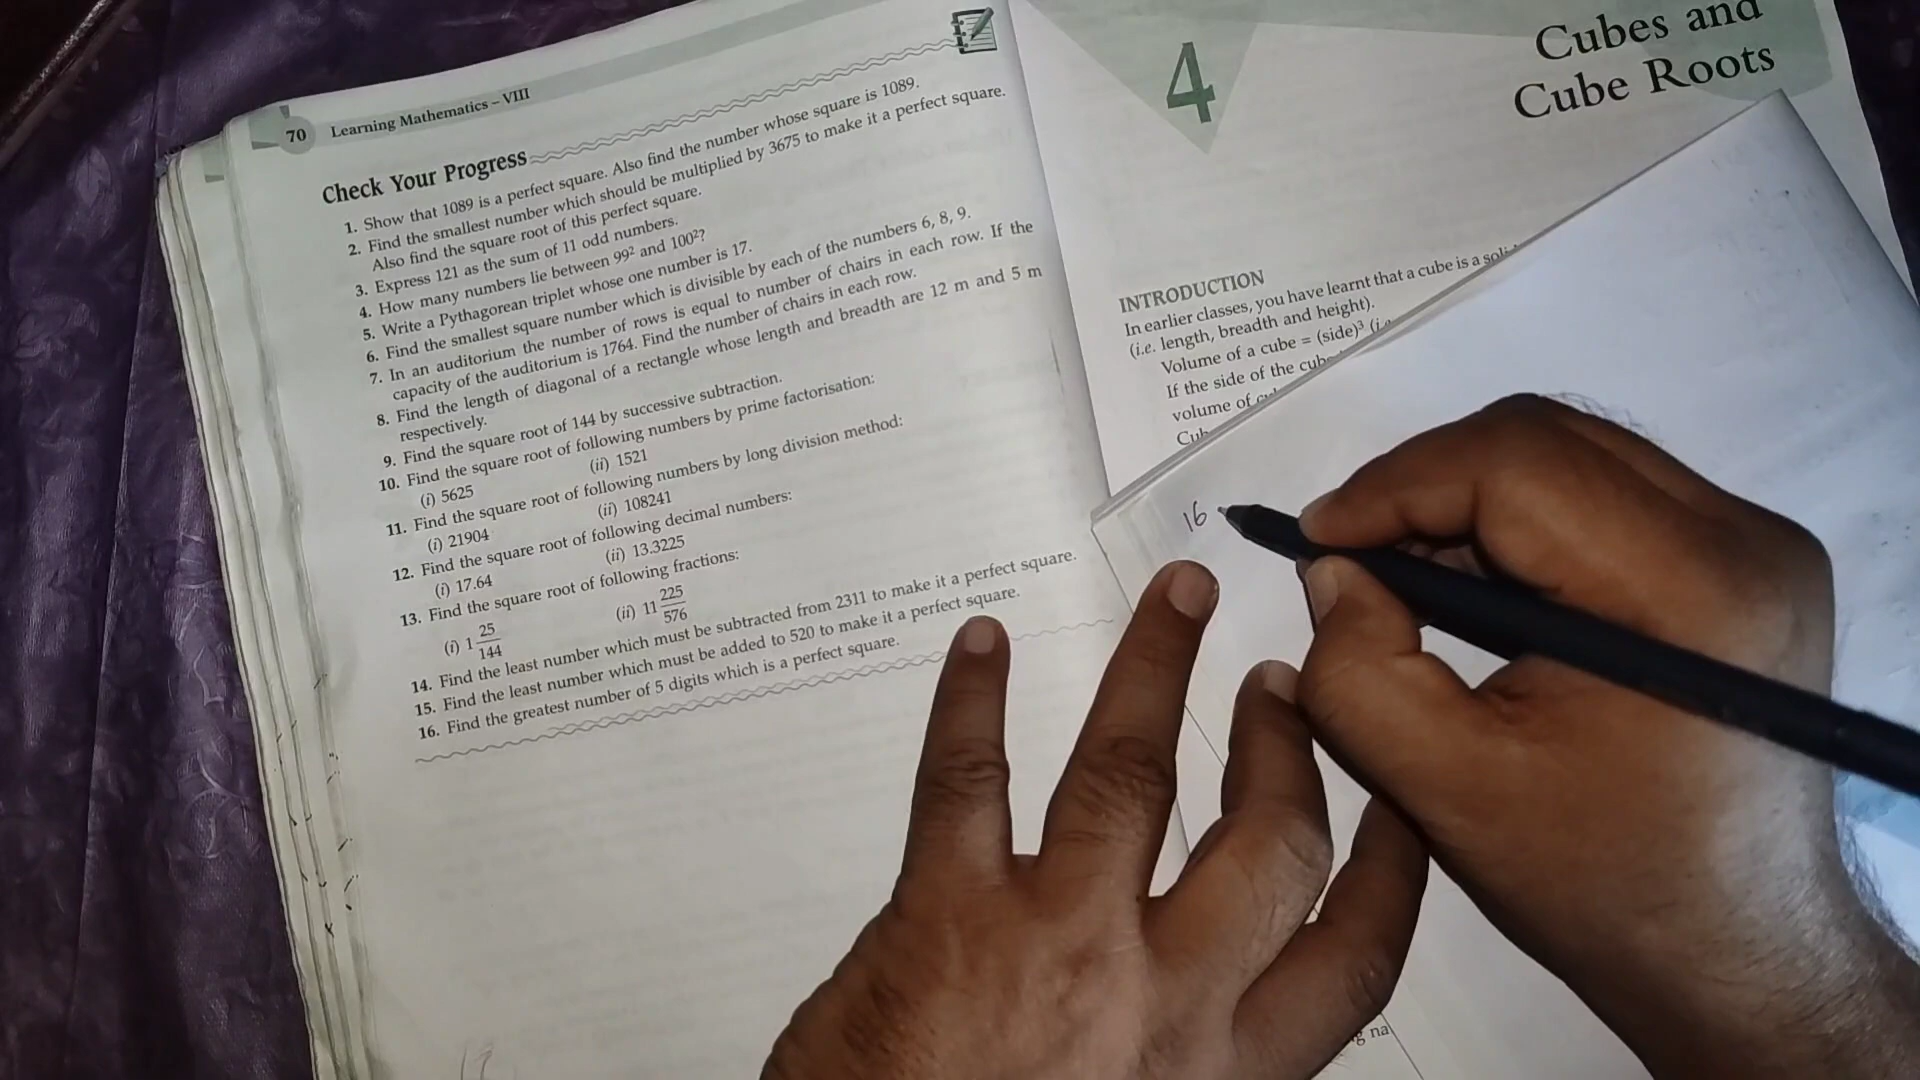 70 Learning Mathematics – VIII
Check Your Progress
1. Show that 1089 is a perfect square. Also find the number whose square is 1089.
2. Find the smallest number which should be multiplied by 3675 to make it a perfect square.
Also find the square root of this perfect square.
3. Express 121 as the sum of 11 odd numbers.
4. How many numbers lie between 99² and 100²?
5. Write a Pythagorean triplet whose one number is 17.
6. Find the smallest square number which is divisible by each of the numbers 6, 8, 9.
7. In an auditorium the number of rows is equal to number of chairs in each row. If the
capacity of the auditorium is 1764. Find the number of chairs in each row.
8. Find the length of diagonal of a rectangle whose length and breadth are 12 m and 5 m
respectively.
9. Find the square root of 144 by successive subtraction.
10. Find the square root of following numbers by prime factorisation:
(i) 5625 (ii) 1521
11. Find the square root of following numbers by long division method:
(i) 21904 (ii) 108241
12. Find the square root of following decimal numbers:
(i) 17.64 (ii) 13.3225
13. Find the square root of following fractions:
(i) 1 25/144 (ii) 11 225/576
14. Find the least number which must be subtracted from 2311 to make it a perfect square.
15. Find the least number which must be added to 520 to make it a perfect square.
16. Find the greatest number of 5 digits which is a perfect square.
4
Cubes and
Cube Roots
INTRODUCTION
In earlier classes, you have learnt that a cube is a
(i.e. length, breadth and height).
Volume of a cube = (side)³
If the side of the
volume of
16